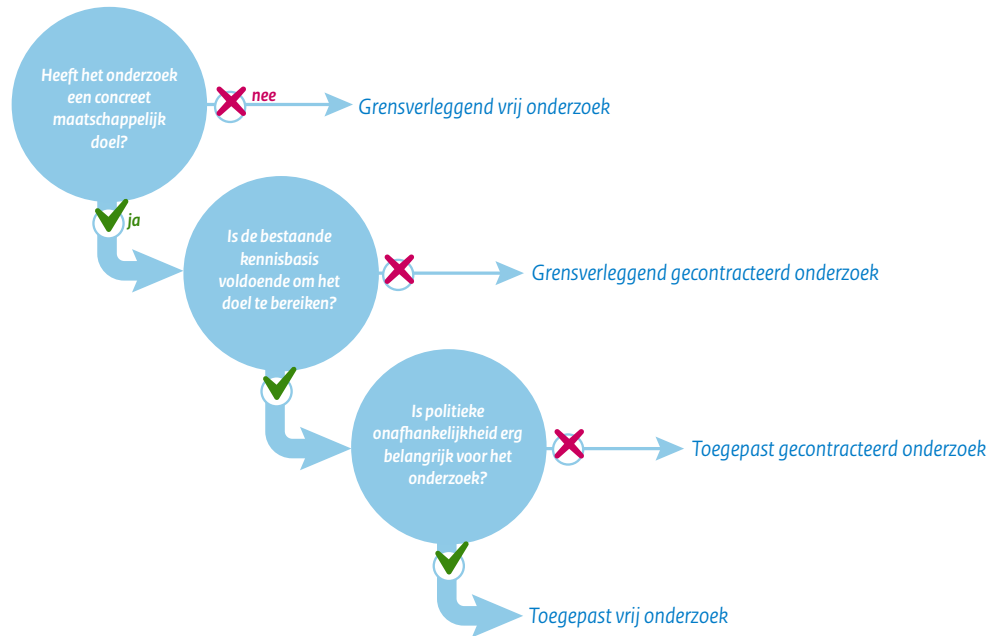 Heeft het onderzoek
een concreet
maatschappelijk
doel?
nee
Grensverleggend vrij onderzoek
ja
Is de bestaande
kennisbasis
voldoende om het
doel te bereiken?
Grensverleggend gecontracteerd onderzoek
Is politieke
onafhankelijkheid erg
belangrijk voor het
onderzoek?
Toegepast gecontracteerd onderzoek
Toegepast vrij onderzoek